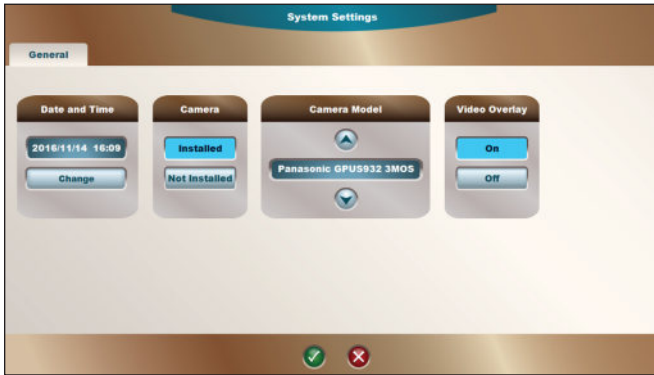 System Settings
General
Date and Time
2016/11/14 16:09
Change
Camera
Installed
Not Installed
Camera Model
Panasonic GPUS932 3MOS
Video Overlay
On
Off